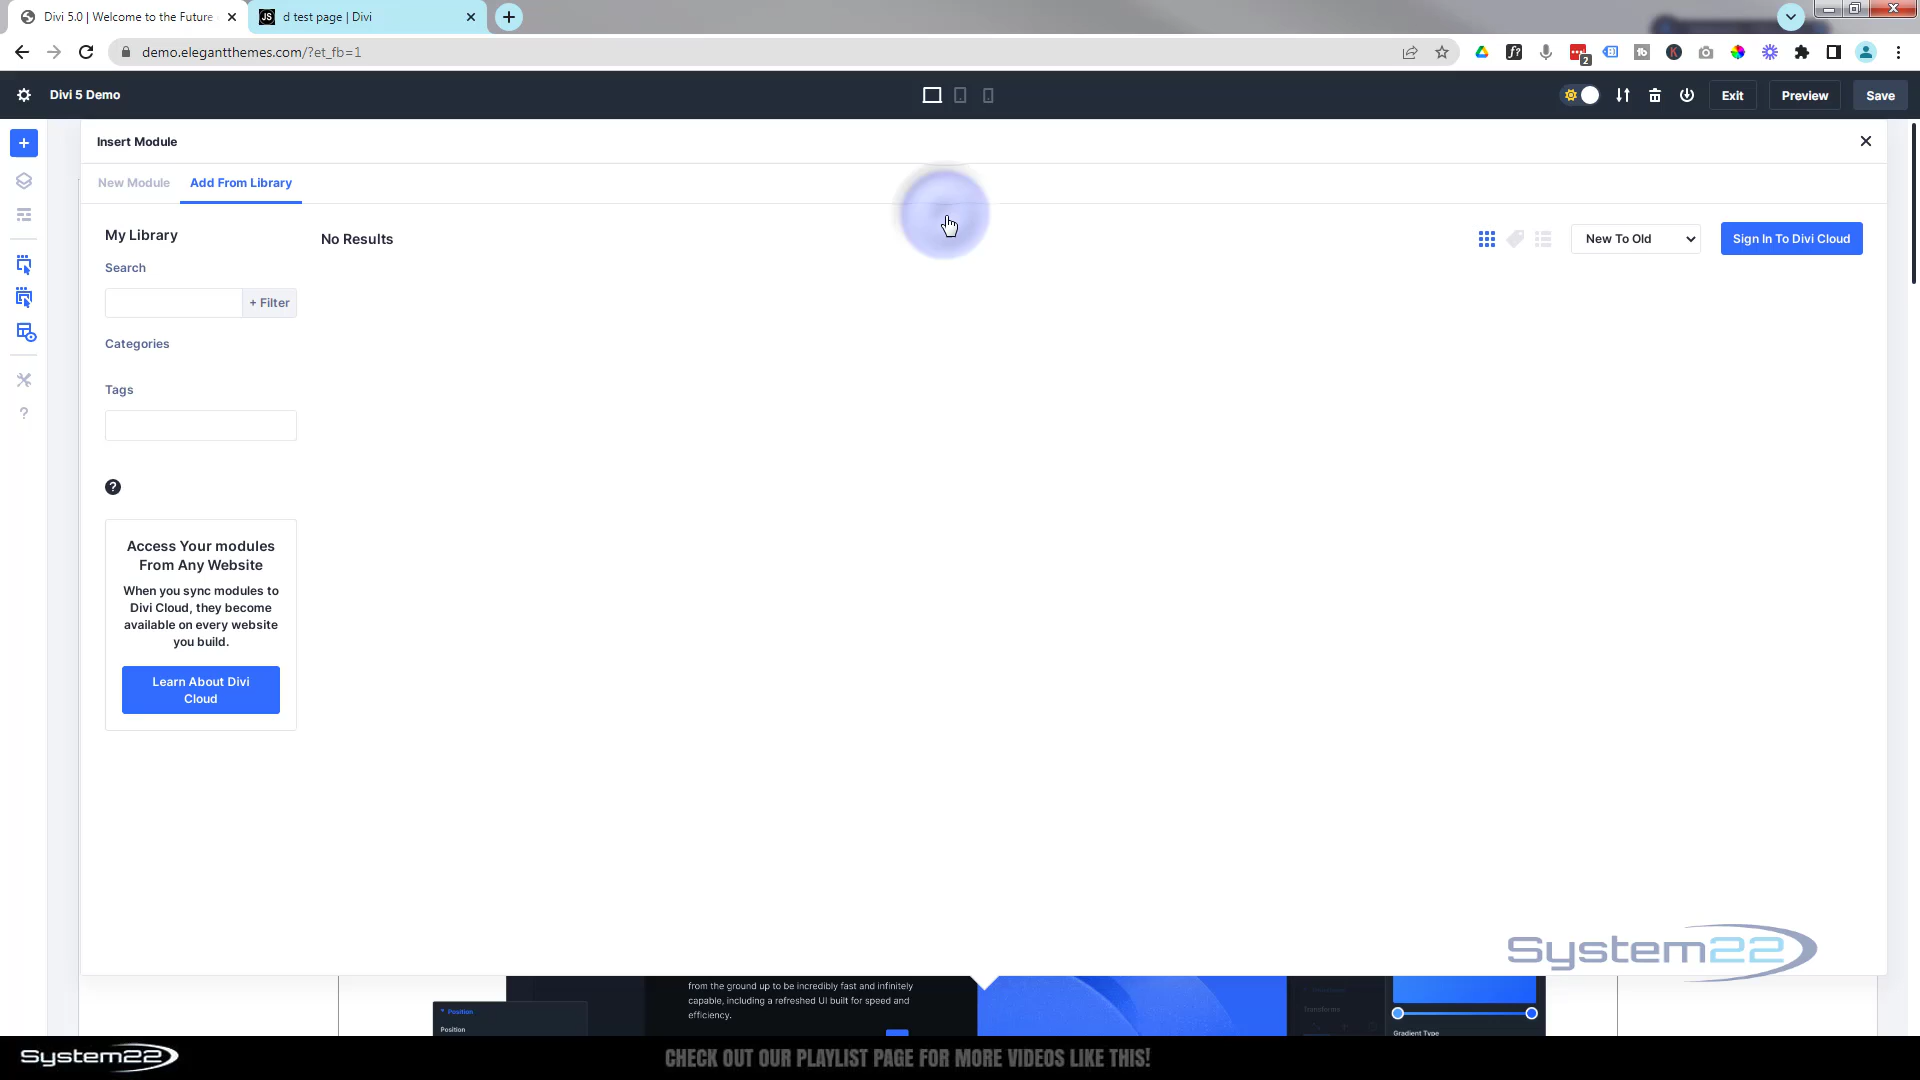 Divi 5.0 | Welcome to the Future
d test page | Divi
demo.elegantthemes.com/?et_fb=1
2
Divi 5 Demo
Exit
Preview
Save
Insert Module
New Module
Add From Library
My Library
No Results
New To Old
Sign In To Divi Cloud
Search
+ Filter
Categories
Tags
?
?
Access Your modules
From Any Website
When you sync modules to
Divi Cloud, they become
available on every website
you build.
Learn About Divi
Cloud
System22
from the ground up to be incredibly fast and infinitely
capable, including a refreshed UI built for speed and
efficiency.
Position
Position
Transforms
Gradient Type
System22
CHECK OUT OUR PLAYLIST PAGE FOR MORE VIDEOS LIKE THIS!